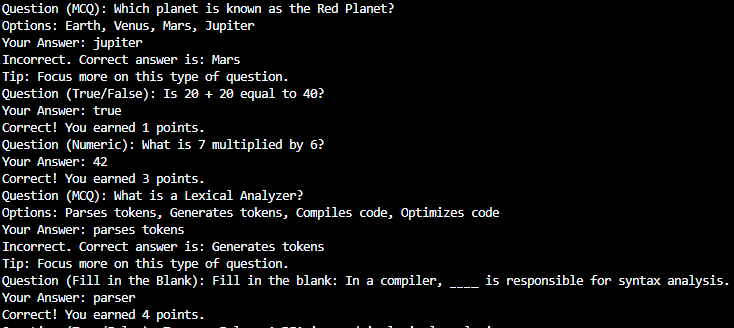 Question (MCQ): Which planet is known as the Red Planet?
Options: Earth, Venus, Mars, Jupiter
Your Answer: jupiter
Incorrect. Correct answer is: Mars
Tip: Focus more on this type of question.
Question (True/False): Is 20 + 20 equal to 40?
Your Answer: true
Correct! You earned 1 points.
Question (Numeric): What is 7 multiplied by 6?
Your Answer: 42
Correct! You earned 3 points.
Question (MCQ): What is a Lexical Analyzer?
Options: Parses tokens, Generates tokens, Compiles code, Optimizes code
Your Answer: parses tokens
Incorrect. Correct answer is: Generates tokens
Tip: Focus more on this type of question.
Question (Fill in the Blank): Fill in the blank: In a compiler, ____ is responsible for syntax analysis.
Your Answer: parser
Correct! You earned 4 points.